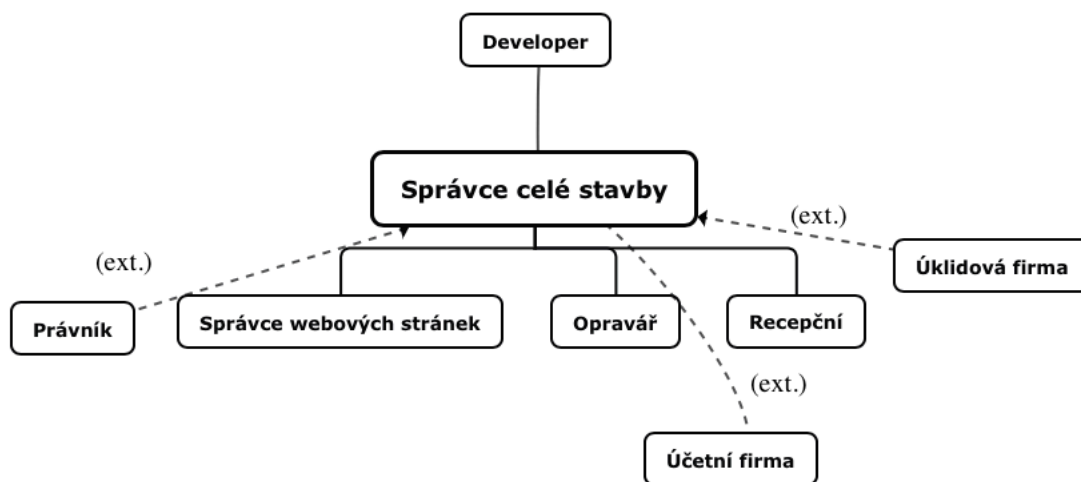 Developer
Správce celé stavby
(ext.)
(ext.)
Úklidová firma
Právník
Správce webových stránek
Opravář
Recepční
(ext.)
Účetní firma